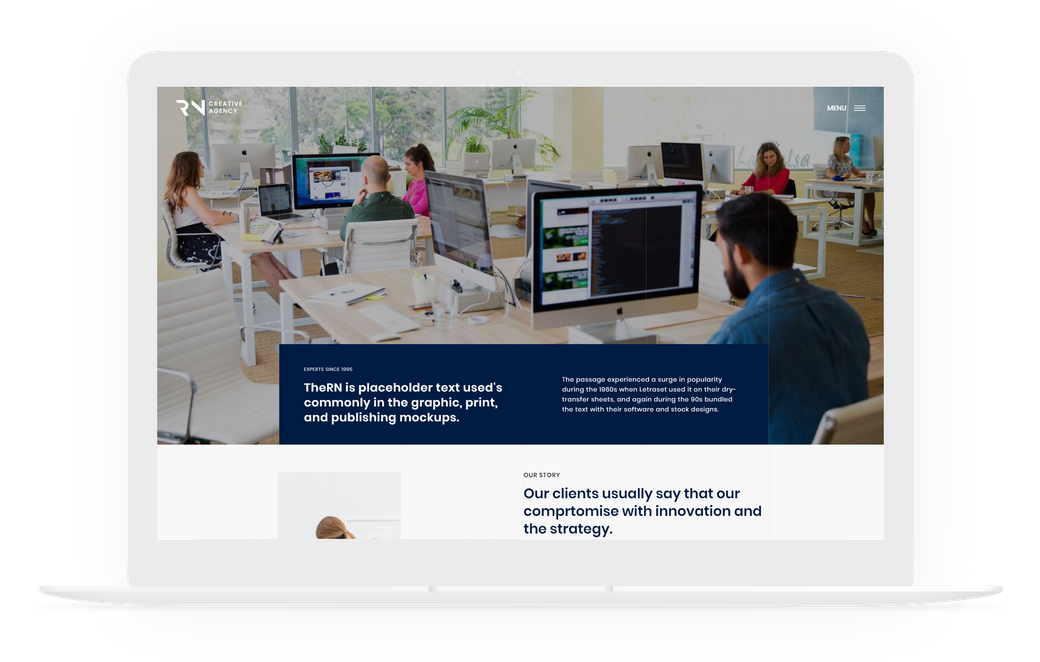 RN CREATIVE
AGENCY
MENU
EXPERTS SINCE 1995
TheRN is placeholder text used's
commonly in the graphic, print,
and publishing mockups.
The passage experienced a surge in popularity
during the 1960s when Letraset used it on their dry-
transfer sheets, and again during the 90s bundled
the text with their software and stock designs.
OUR STORY
Our clients usually say that our
comprtomise with innovation and
the strategy.